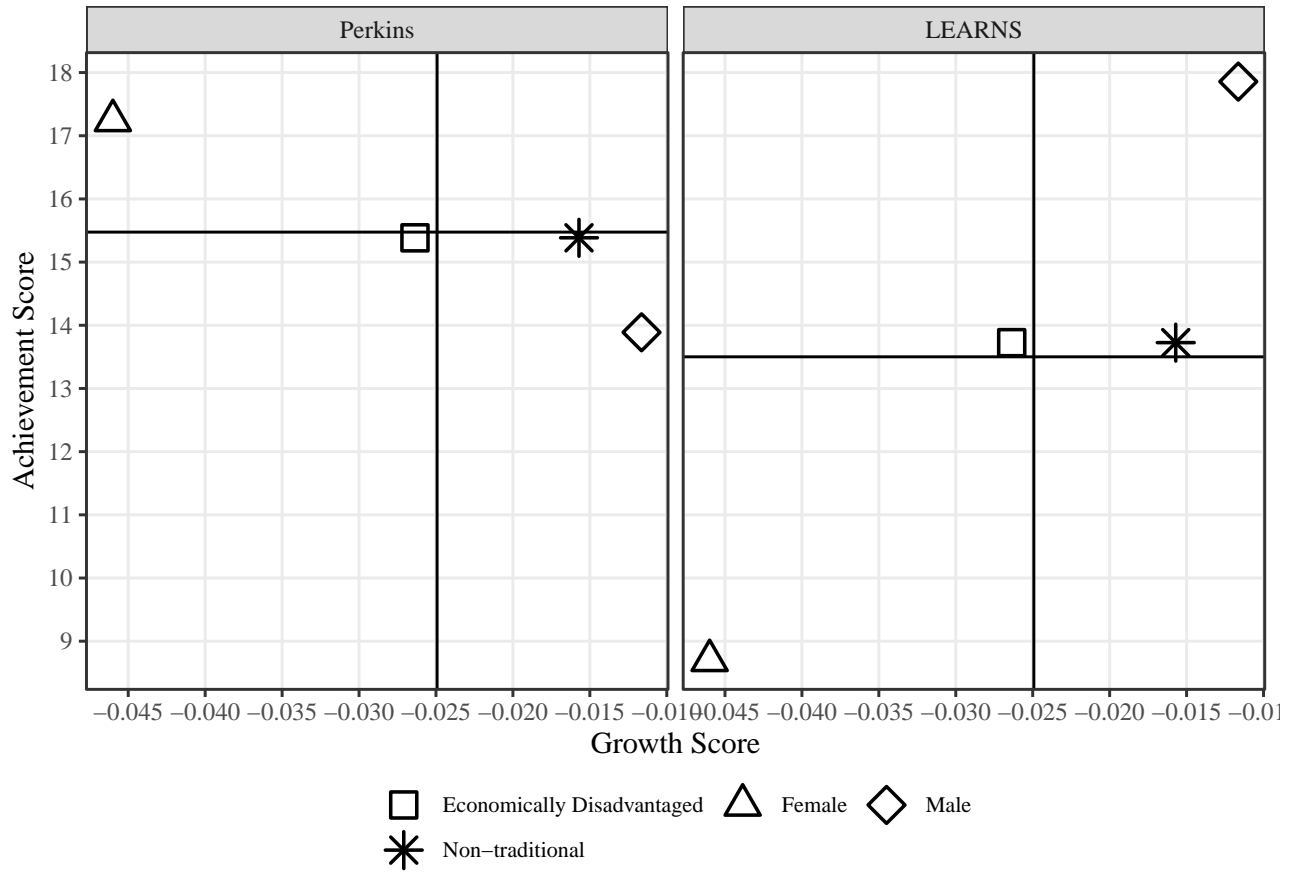 Perkins LEARNS
18
17
16
15
14
13
12
11
10
9
Achievement Score
−0.045 −0.040 −0.035 −0.030 −0.025 −0.020 −0.015 −0.010 −0.045 −0.040 −0.035 −0.030 −0.025 −0.020 −0.015 −0.01
Growth Score
Economically Disadvantaged Female Male
Non−traditional